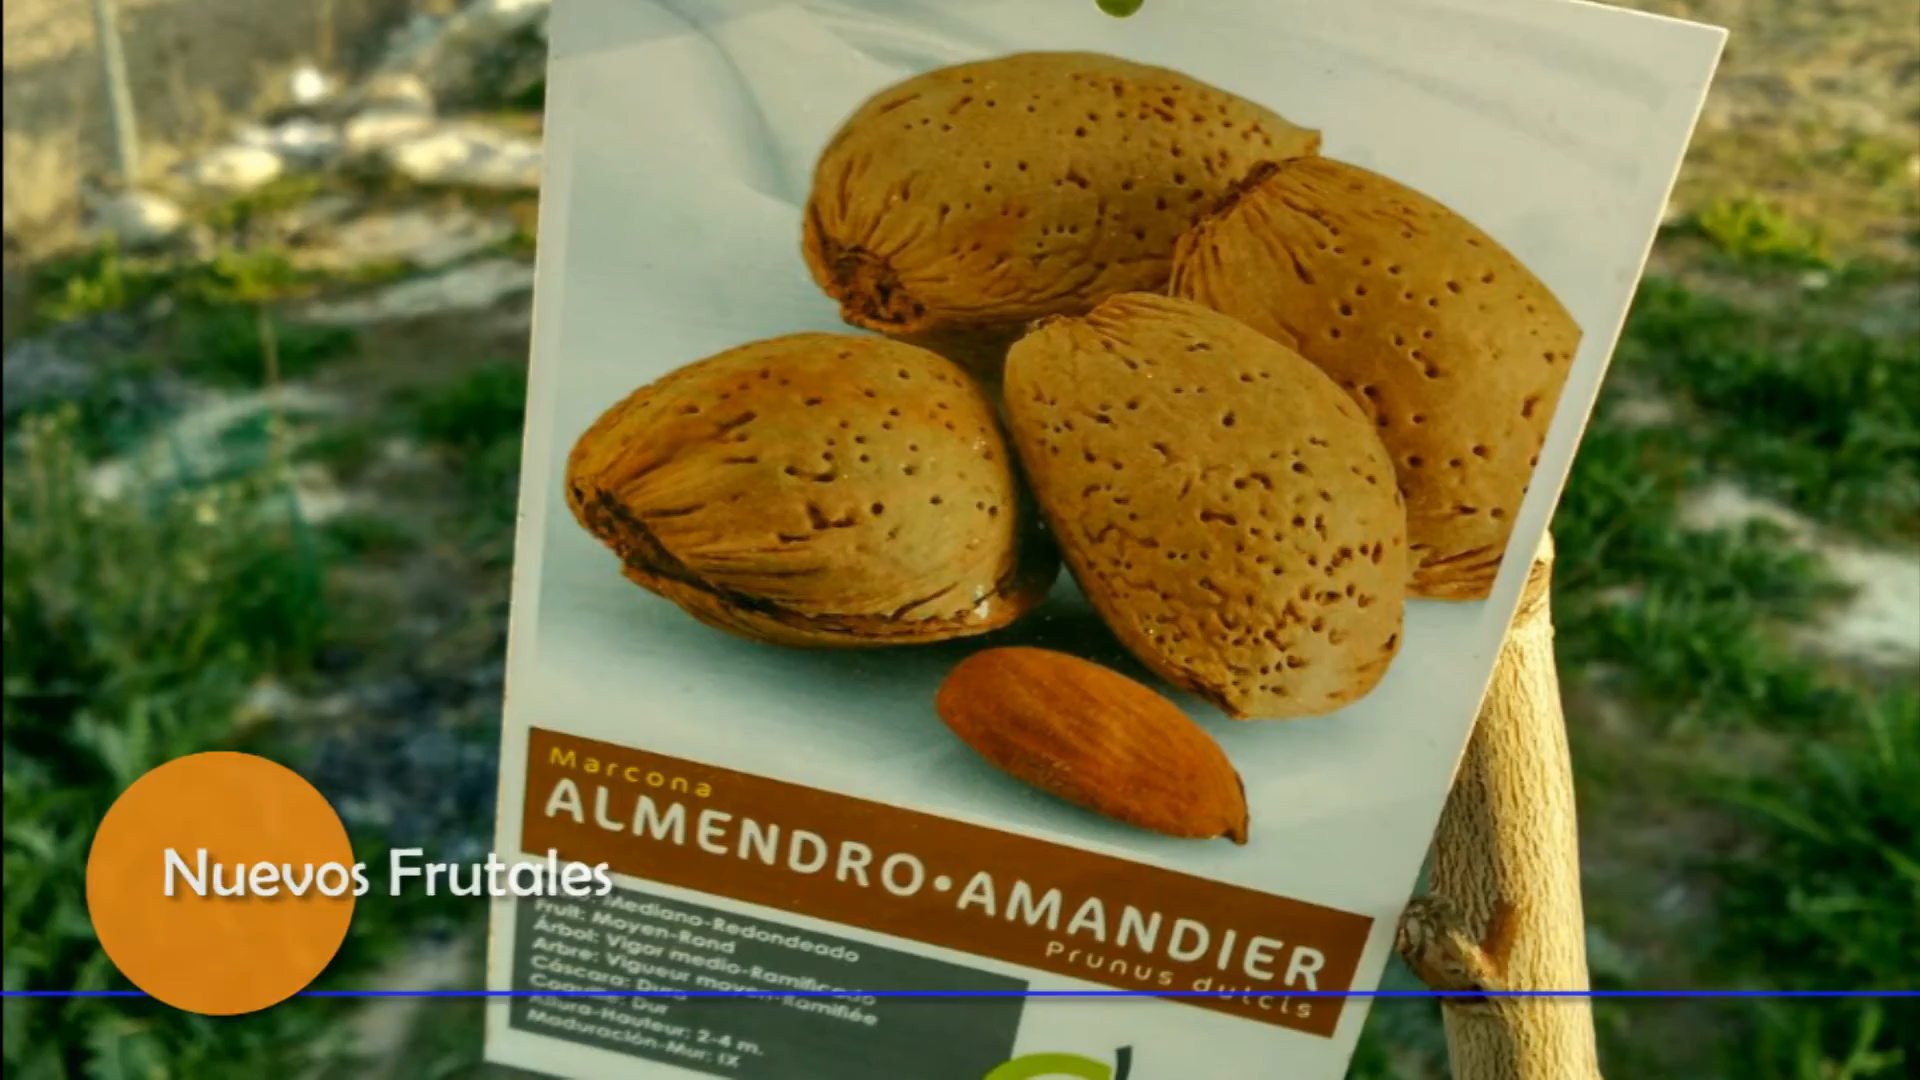 Marcona
ALMENDRO•AMANDIER
Prunus dulcis
Nuevos Frutales
Mediano-Redondeado
Fruit: Moyen-Rond
Árbol: Vigor medio-Ramificado
Arbre: Vigueur moyen-Ramifiée
Cáscara: Dura
Coquille: Dur
Altura-Hauteur: 2-4 m.
Maduración-Mur: IX